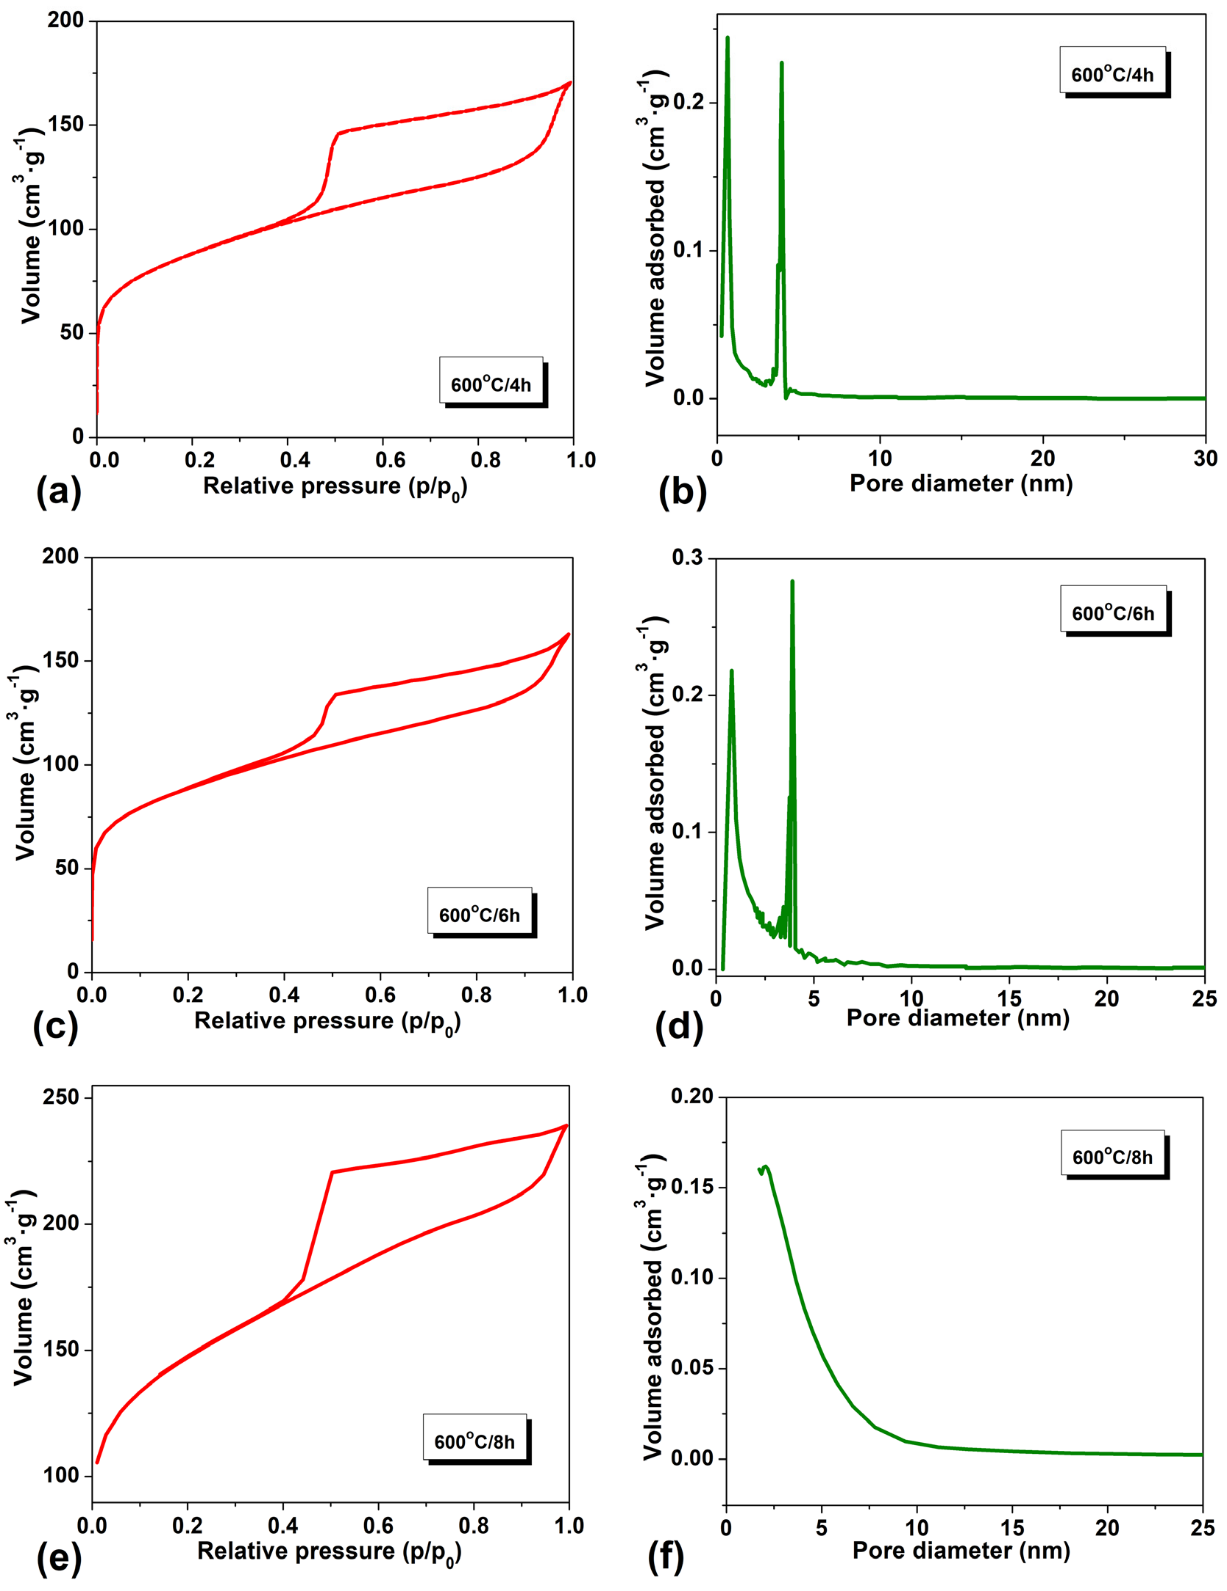 200
150
100
50
0
Volume (cm³·g⁻¹)
600°C/4h
0.0 0.2 0.4 0.6 0.8 1.0
Relative pressure (p/p₀)
(a)
0.2
0.1
0.0
Volume adsorbed (cm³·g⁻¹)
600°C/4h
0 10 20 30
Pore diameter (nm)
(b)
200
150
100
50
0
Volume (cm³·g⁻¹)
600°C/6h
0.0 0.2 0.4 0.6 0.8 1.0
Relative pressure (p/p₀)
(c)
0.3
0.2
0.1
0.0
Volume adsorbed (cm³·g⁻¹)
600°C/6h
0 5 10 15 20 25
Pore diameter (nm)
(d)
250
200
150
100
Volume (cm³·g⁻¹)
600°C/8h
0.0 0.2 0.4 0.6 0.8 1.0
Relative pressure (p/p₀)
(e)
0.20
0.15
0.10
0.05
0.00
Volume adsorbed (cm³·g⁻¹)
600°C/8h
0 5 10 15 20 25
Pore diameter (nm)
(f)